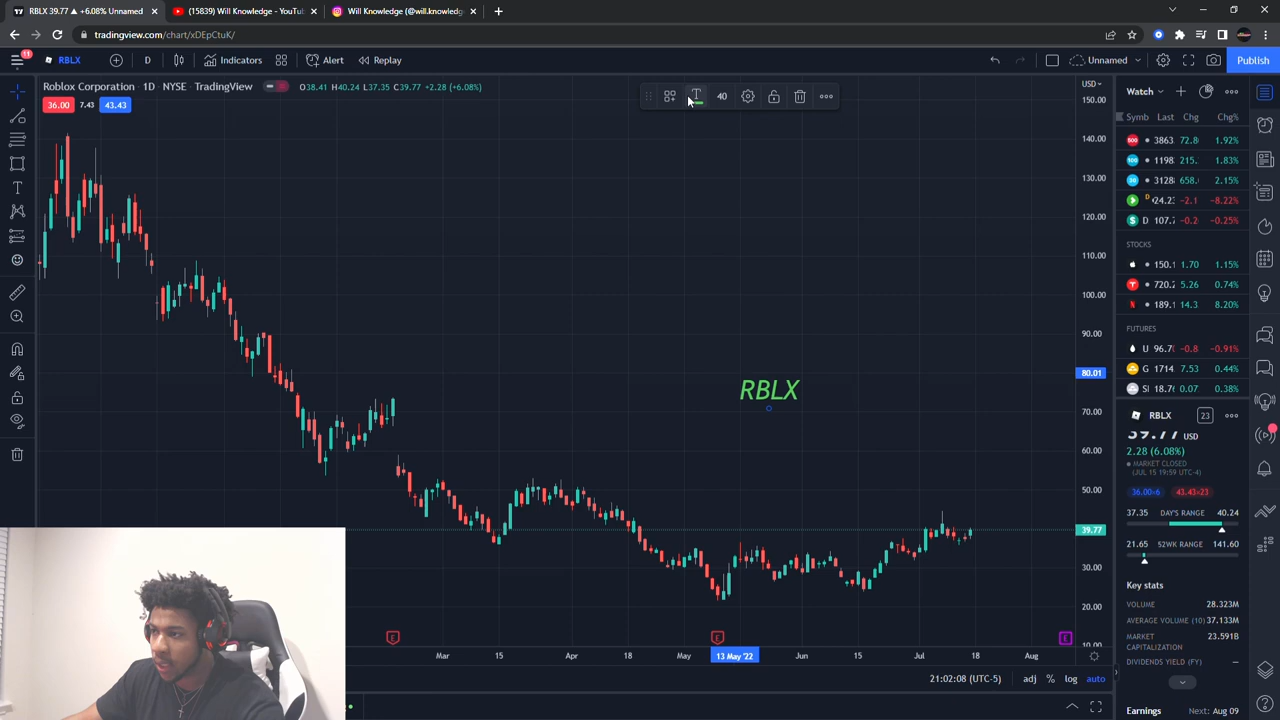 RBLX 39.77 ▲ +6.08% Unnamed
(15839) Will Knowledge - YouTu
Will Knowledge (@will.knowled
tradingview.com/chart/xDEpCtuK/
11
RBLX
D
Indicators
Alert
Replay
Unnamed
Publish
Roblox Corporation · 1D · NYSE · TradingView
O38.41 H40.24 L37.35 C39.77 +2.28 (+6.08%)
36.00
7.43
43.43
40
USD
150.00
140.00
130.00
120.00
110.00
100.00
90.00
80.01
70.00
60.00
50.00
39.77
30.00
20.00
10.00
RBLX
E
E
E
Mar
15
Apr
18
May
13 May '22
Jun
15
Jul
18
Aug
21:02:08 (UTC-5)
adj
%
log
auto
Watch
Symb Last Chg Chg%
3863 72.8 1.92%
1198 215. 1.83%
3128 658. 2.15%
24.23 -2.1 -8.22%
D 107. -0.2 -0.25%
STOCKS
150.1 1.70 1.15%
720.2 5.26 0.74%
189.1 14.3 8.20%
FUTURES
U 96.7 -0.8 -0.91%
G 1714 7.53 0.44%
SI 18.7 0.07 0.38%
RBLX
23
39.77 USD
2.28 (6.08%)
MARKET CLOSED
(JUL 15 19:59 UTC-4)
36.00×6
43.43×23
37.35 DAY'S RANGE 40.24
21.65 52WK RANGE 141.60
Key stats
VOLUME 28.323M
AVERAGE VOLUME (10) 37.133M
MARKET CAPITALIZATION 23.591B
DIVIDENDS YIELD (FY) —
Earnings Next: Aug 09